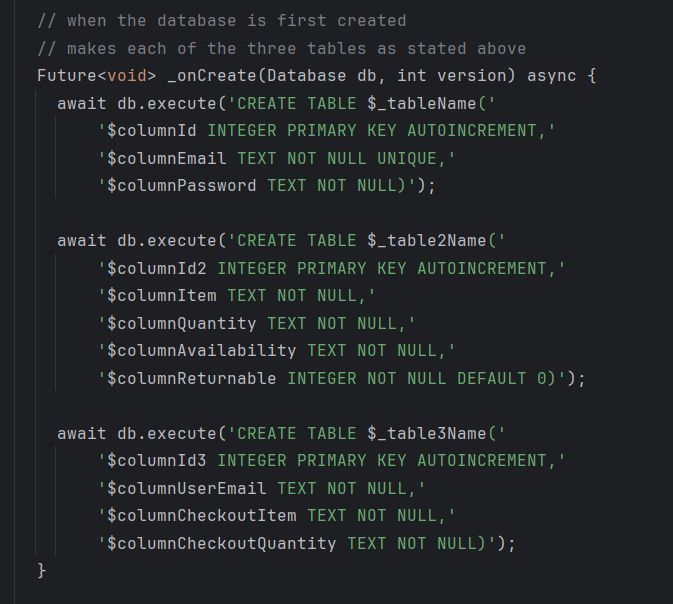 // when the database is first created
// makes each of the three tables as stated above
Future<void> _onCreate(Database db, int version) async {
await db.execute('CREATE TABLE $_tableName('
'$columnId INTEGER PRIMARY KEY AUTOINCREMENT,'
'$columnEmail TEXT NOT NULL UNIQUE,'
'$columnPassword TEXT NOT NULL)');
await db.execute('CREATE TABLE $_table2Name('
'$columnId2 INTEGER PRIMARY KEY AUTOINCREMENT,'
'$columnItem TEXT NOT NULL,'
'$columnQuantity TEXT NOT NULL,'
'$columnAvailability TEXT NOT NULL,'
'$columnReturnable INTEGER NOT NULL DEFAULT 0)');
await db.execute('CREATE TABLE $_table3Name('
'$columnId3 INTEGER PRIMARY KEY AUTOINCREMENT,'
'$columnUserEmail TEXT NOT NULL,'
'$columnCheckoutItem TEXT NOT NULL,'
'$columnCheckoutQuantity TEXT NOT NULL)');
}